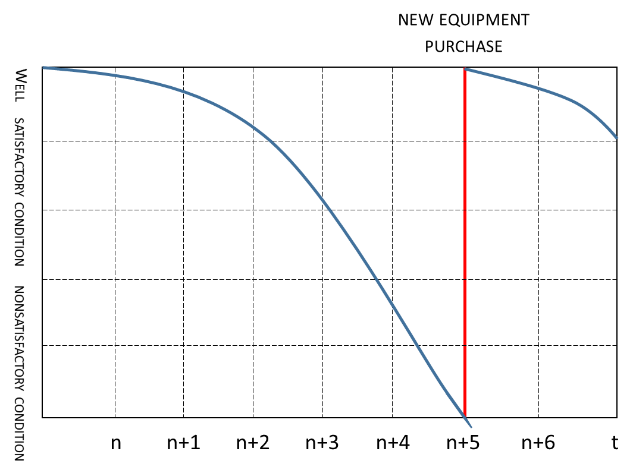 NEW EQUIPMENT
PURCHASE
WELL SATISFACTORY CONDITION NONSATISFACTORY CONDITION
n n+1 n+2 n+3 n+4 n+5 n+6 t